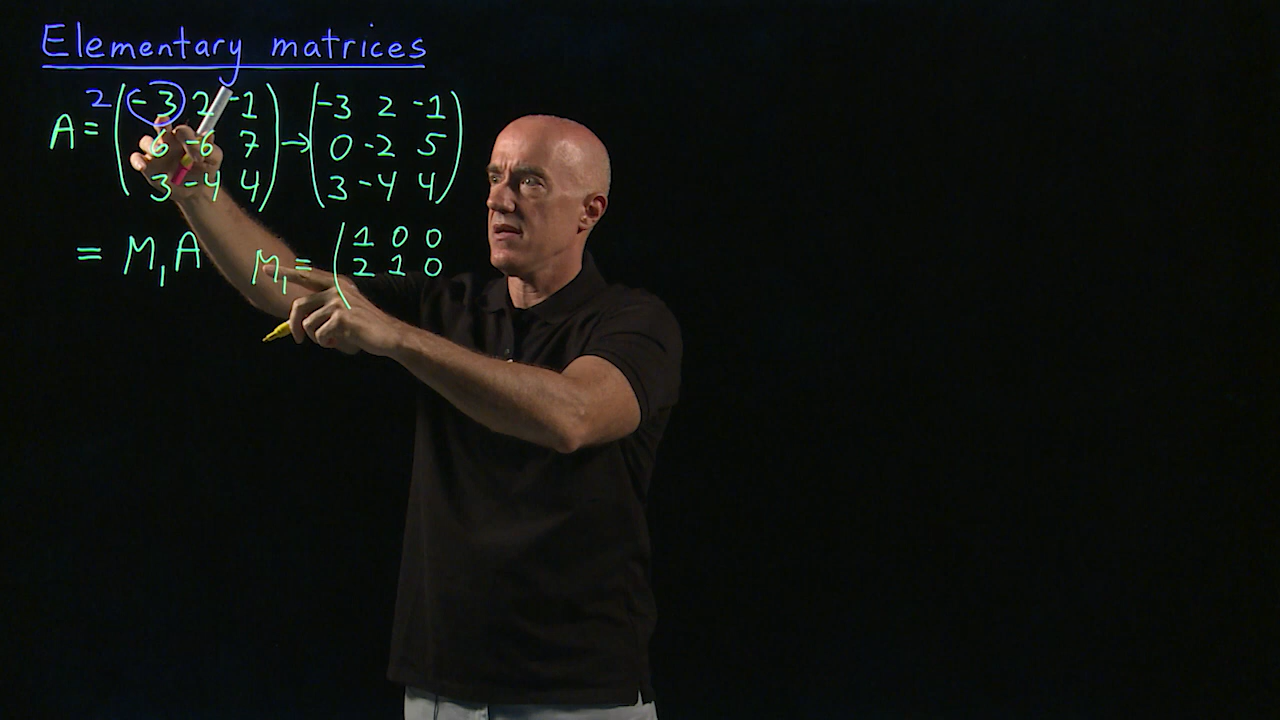 Elementary matrices
2 -3 2 -1 -3 2 -1
A = 6 -6 7 → 0 -2 5
3 -4 4 3 -4 4
= M₁A M₁ = 1 0 0
2 1 0